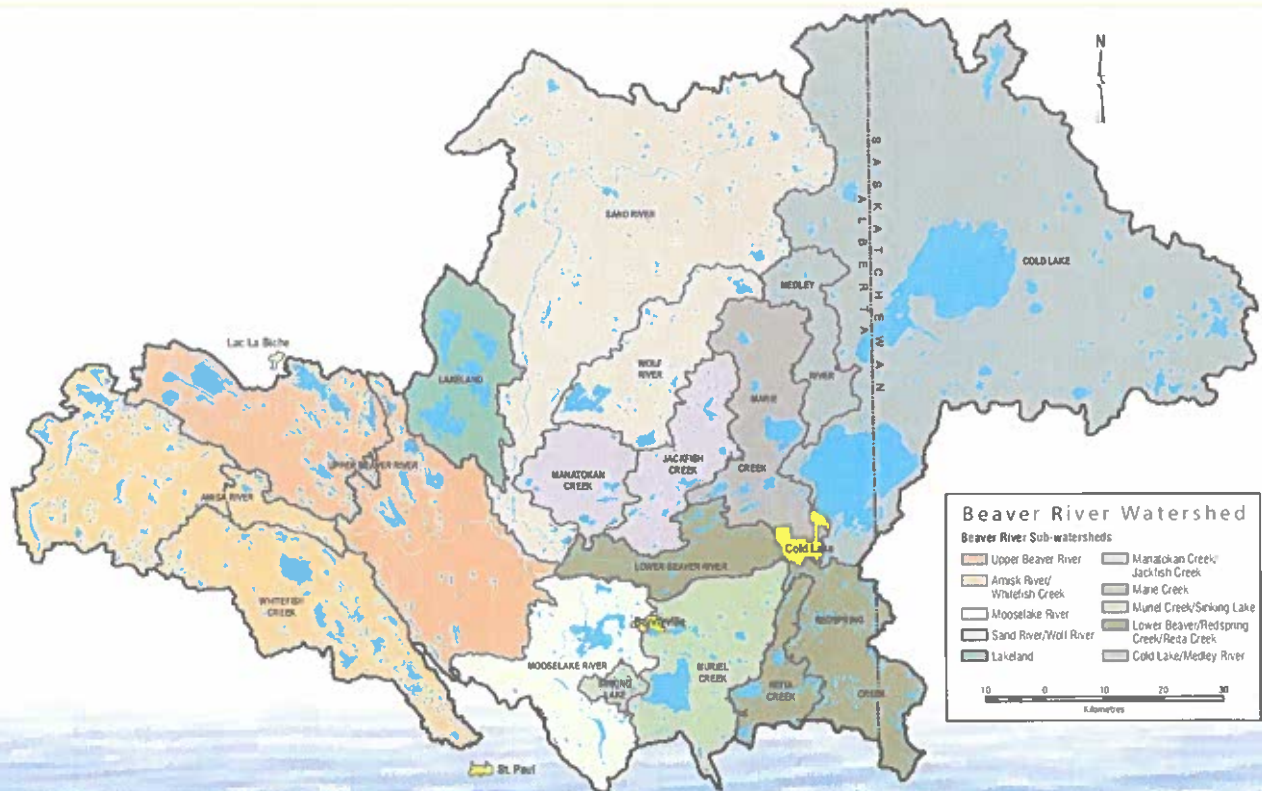 N
SASKATCHEWAN
ALBERTA
SAND RIVER
COLD LAKE
MEDLEY
RIVER
Lac La Biche
WOLF
RIVER
LAKELAND
MARIE
CREEK
JACKFISH
CREEK
MANATOKAN
CREEK
UPPER BEAVER RIVER
AMISK RIVER
Cold Lake
LOWER BEAVER RIVER
WHITEFISH
CREEK
REDSPRING
CREEK
Bonnyville
MOOSELAKE RIVER
MURIEL
CREEK
SINKING
LAKE
REITA
CREEK
St. Paul
Beaver River Watershed
Beaver River Sub-watersheds
Upper Beaver River
Amisk River/
Whitefish Creek
Mooselake River
Sand River/Wolf River
Lakeland
Manatokan Creek/
Jackfish Creek
Marie Creek
Muriel Creek/Sinking Lake
Lower Beaver/Redspring
Creek/Reita Creek
Cold Lake/Medley River
10 0 10 20 30
Kilometres